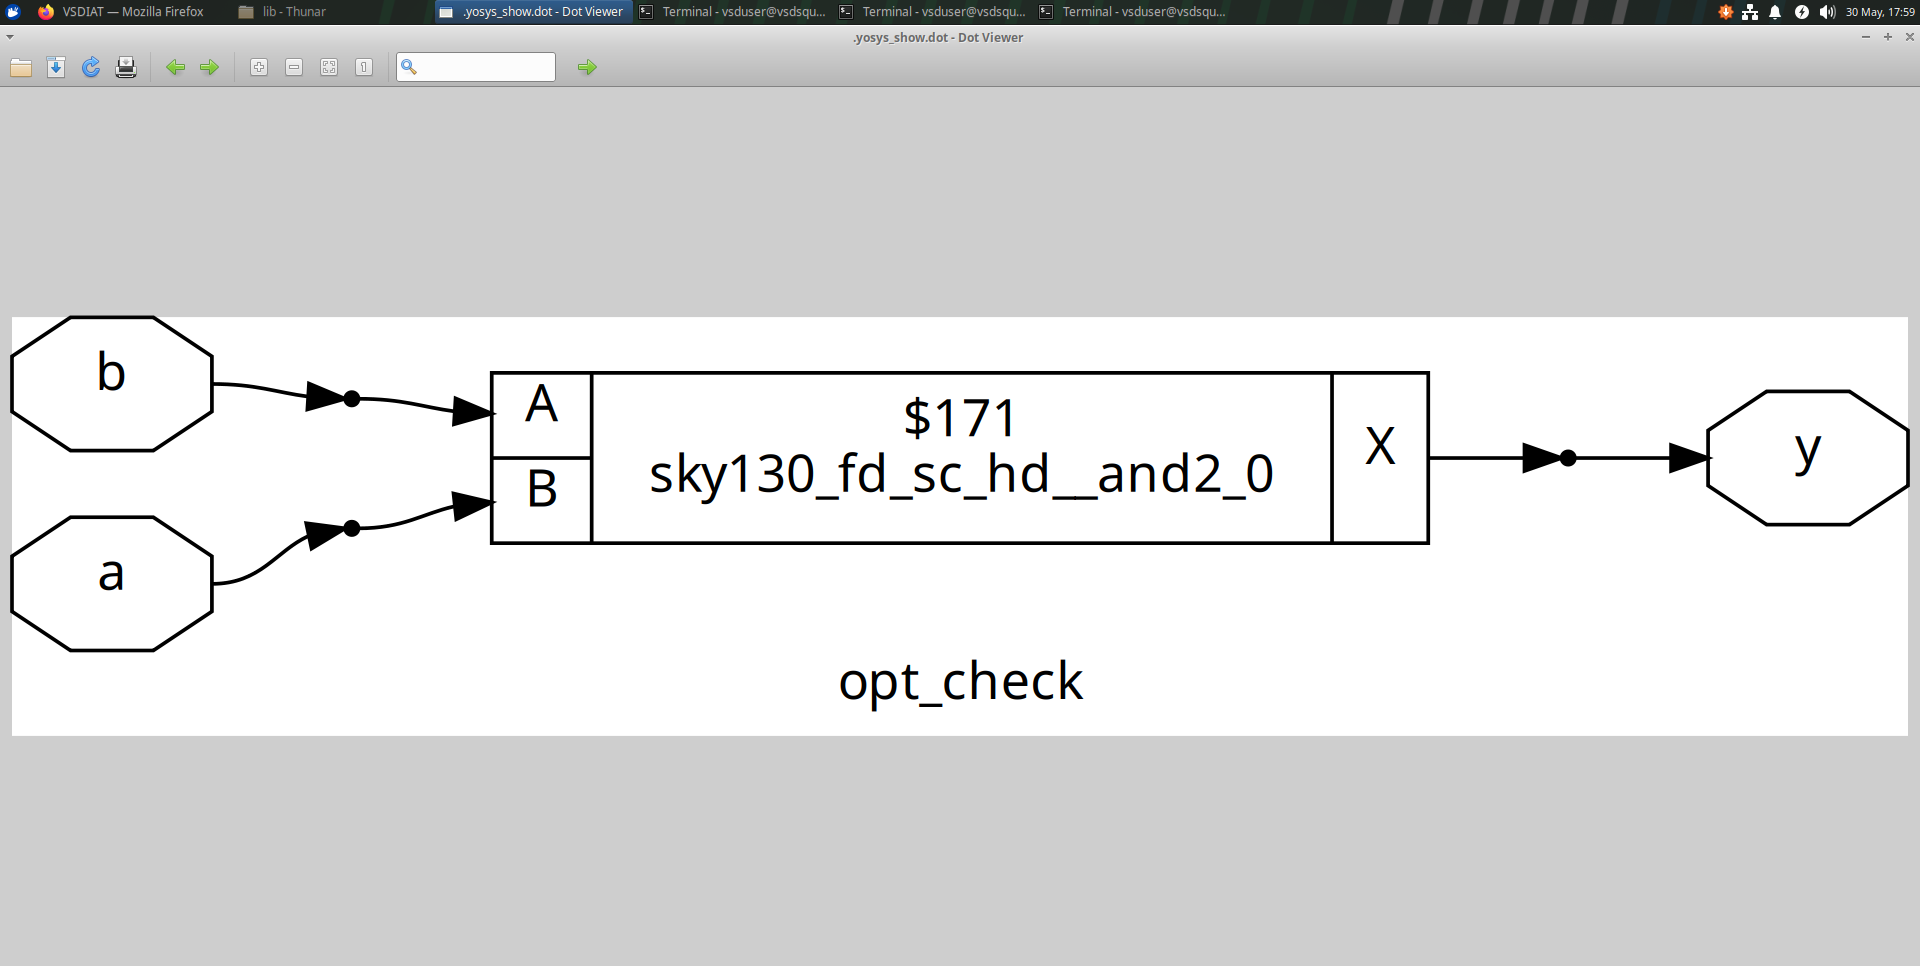 VSDIAT — Mozilla Firefox
lib - Thunar
.yosys_show.dot - Dot Viewer
Terminal - vsduser@vsdsqu...
Terminal - vsduser@vsdsqu...
Terminal - vsduser@vsdsqu...
30 May, 17:59
.yosys_show.dot - Dot Viewer
1
b
a
A
B
$171
sky130_fd_sc_hd__and2_0
X
y
opt_check